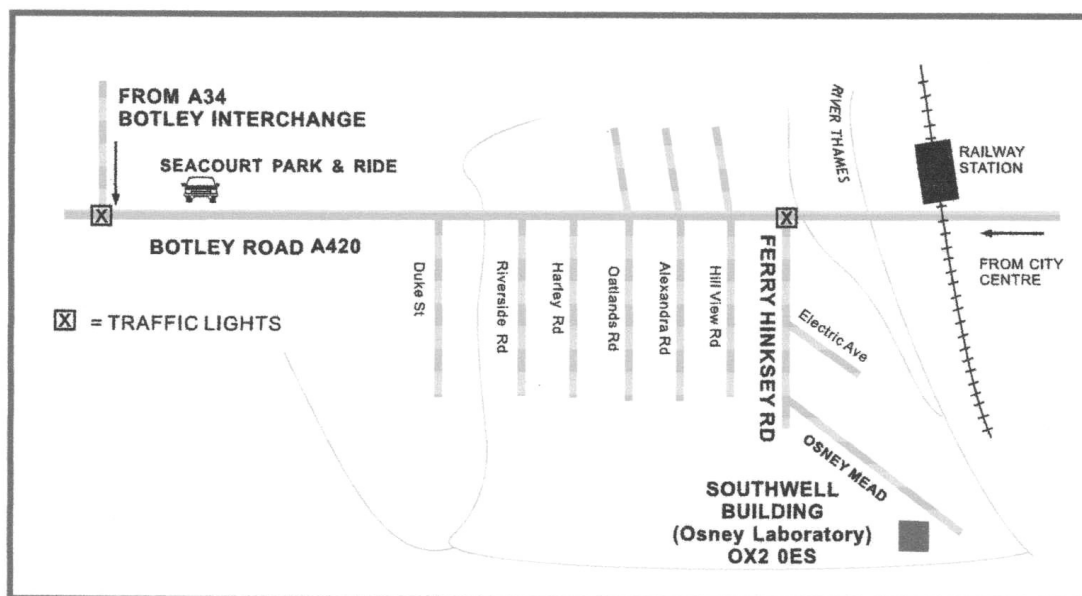 FROM A34
BOTLEY INTERCHANGE
SEACOURT PARK & RIDE
RIVER THAMES
RAILWAY
STATION
X
X
BOTLEY ROAD A420
FROM CITY
CENTRE
X = TRAFFIC LIGHTS
Duke St
Riverside Rd
Harley Rd
Oatlands Rd
Alexandra Rd
Hill View Rd
FERRY HINKSEY RD
Electric Ave
OSNEY MEAD
SOUTHWELL
BUILDING
(Osney Laboratory)
OX2 0ES